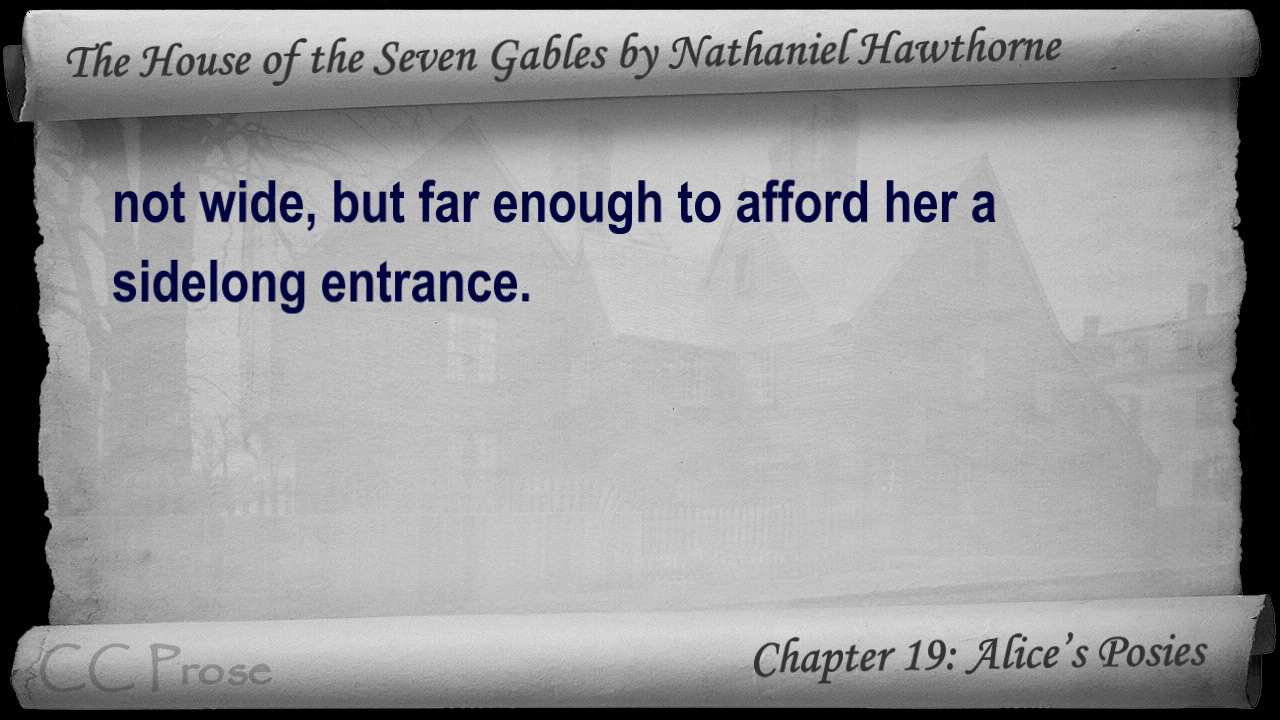 The House of the Seven Gables by Nathaniel Hawthorne
not wide, but far enough to afford her a
sidelong entrance.
CC Prose
Chapter 19: Alice’s Posies